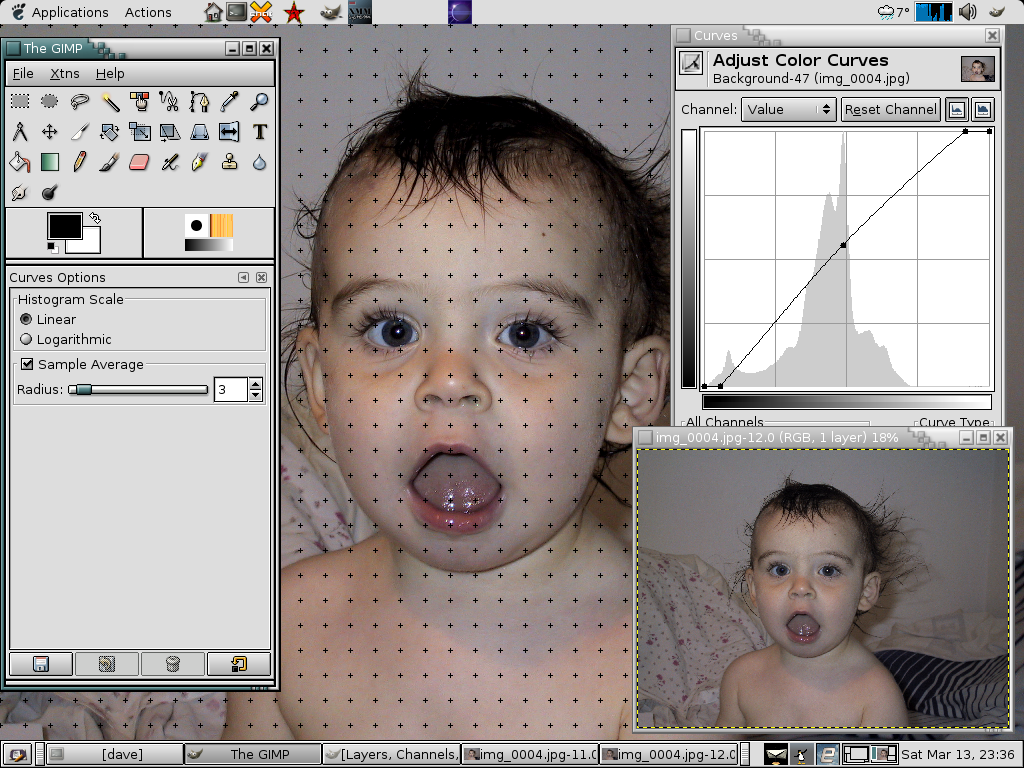 Applications Actions
7°
The GIMP
File Xtns Help
Curves Options
Histogram Scale
Linear
Logarithmic
Sample Average
Radius: 3
Curves
Adjust Color Curves
Background-47 (img_0004.jpg)
Channel: Value Reset Channel
All Channels Curve Type
img_0004.jpg-12.0 (RGB, 1 layer) 18%
[dave] The GIMP [Layers, Channels, img_0004.jpg-11.0 img_0004.jpg-12.0 Sat Mar 13, 23:36